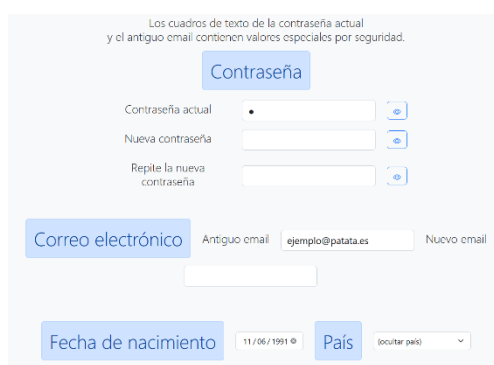 Los cuadros de texto de la contraseña actual
y el antiguo email contienen valores especiales por seguridad.
Contraseña
Contraseña actual
Nueva contraseña
Repite la nueva
contraseña
Correo electrónico Antiguo email ejemplo@patata.es Nuevo email
Fecha de nacimiento 11/06/1991 País (ocultar país)